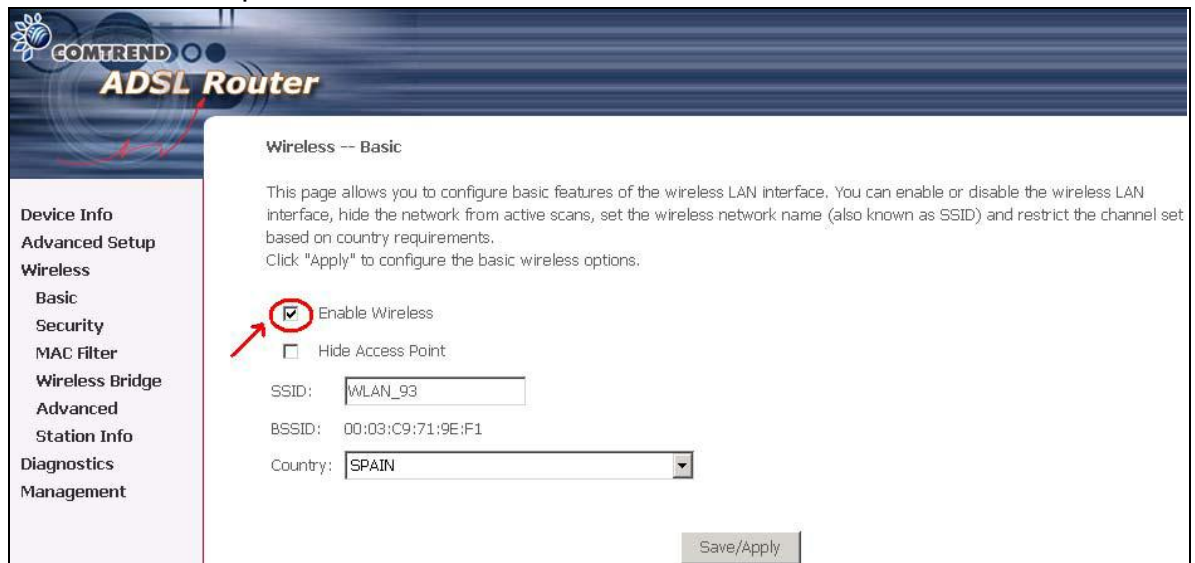 COMTREND
ADSL Router
Device Info
Advanced Setup
Wireless
Basic
Security
MAC Filter
Wireless Bridge
Advanced
Station Info
Diagnostics
Management
Wireless -- Basic
This page allows you to configure basic features of the wireless LAN interface. You can enable or disable the wireless LAN
interface, hide the network from active scans, set the wireless network name (also known as SSID) and restrict the channel set
based on country requirements.
Click "Apply" to configure the basic wireless options.
Enable Wireless
Hide Access Point
SSID: WLAN_93
BSSID: 00:03:C9:71:9E:F1
Country: SPAIN
Save/Apply